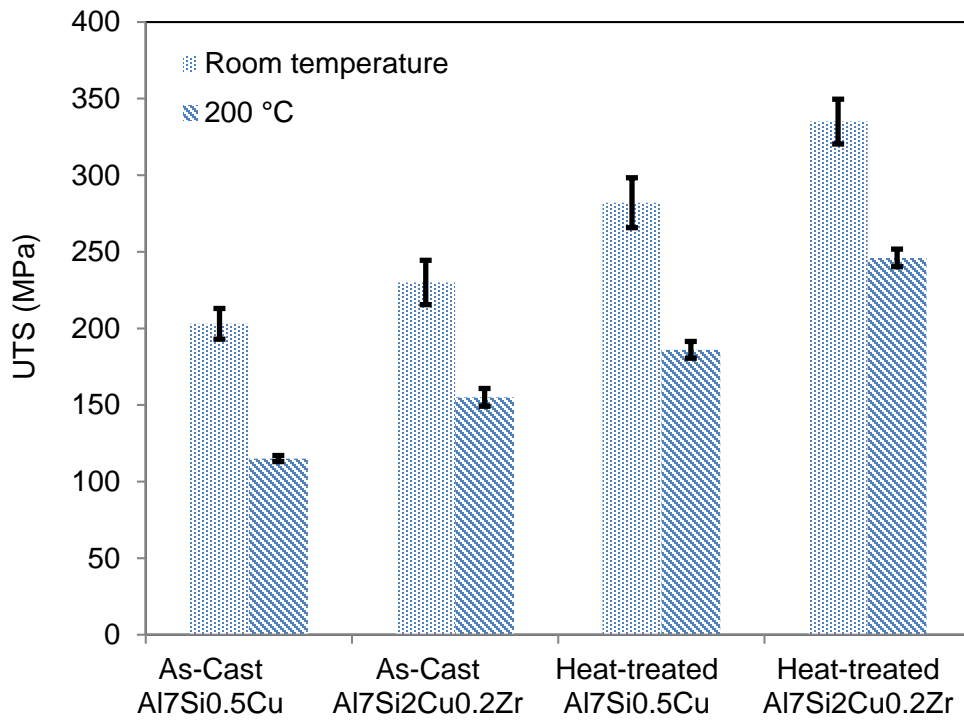 400
350
300
250
200
150
100
50
0
UTS (MPa)
Room temperature
200 °C
As-Cast
Al7Si0.5Cu
As-Cast
Al7Si2Cu0.2Zr
Heat-treated
Al7Si0.5Cu
Heat-treated
Al7Si2Cu0.2Zr